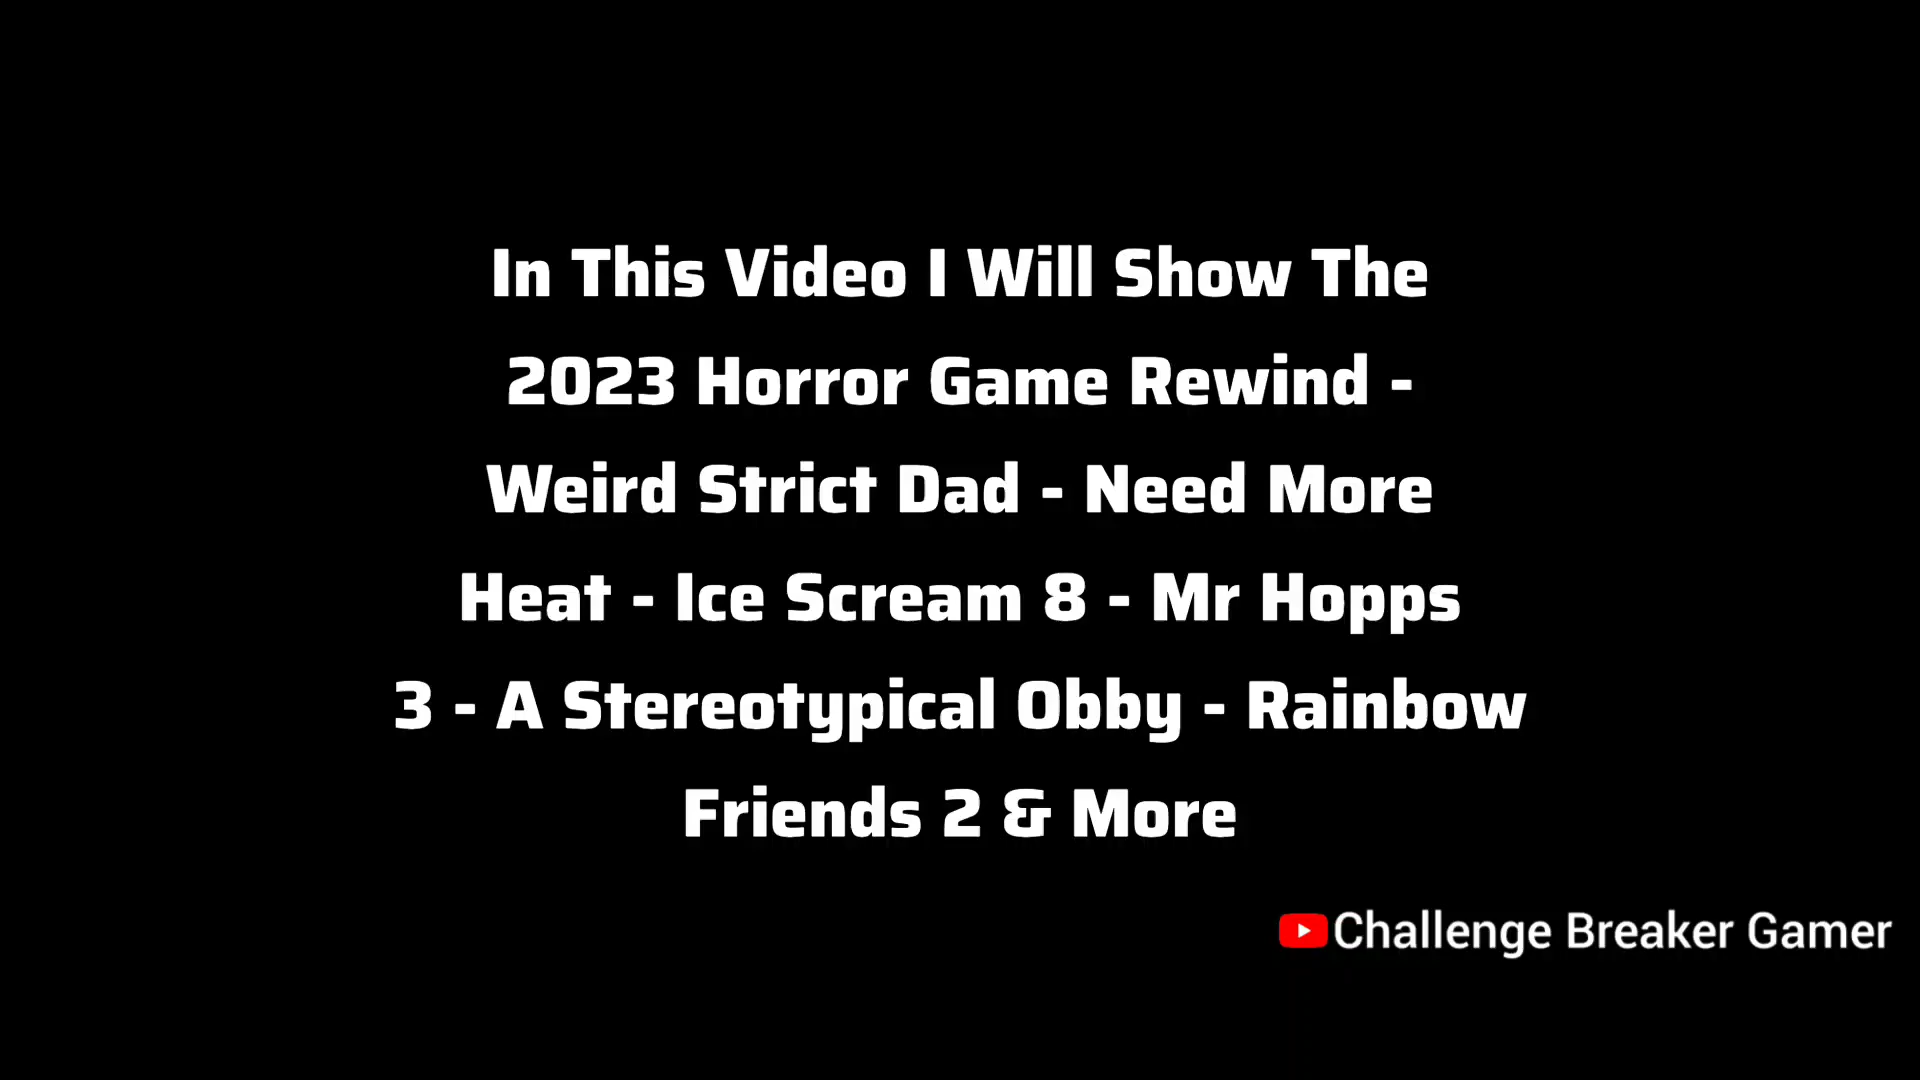 In This Video I Will Show The
2023 Horror Game Rewind -
Weird Strict Dad - Need More
Heat - Ice Scream 8 - Mr Hopps
3 - A Stereotypical Obby - Rainbow
Friends 2 & More
Challenge Breaker Gamer